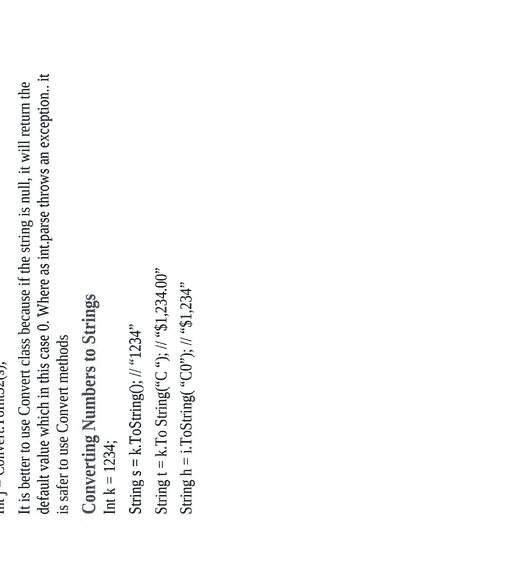 It is better to use Convert class because if the string is null, it will return the
default value which in this case 0. Where as int.parse throws an exception.. it
is safer to use Convert methods
Converting Numbers to Strings
Int k = 1234;
String s = k.ToString(); // “1234”
String t = k.To String(“C “); // “$1,234.00”
String h = i.ToString( “C0”); // “$1,234”